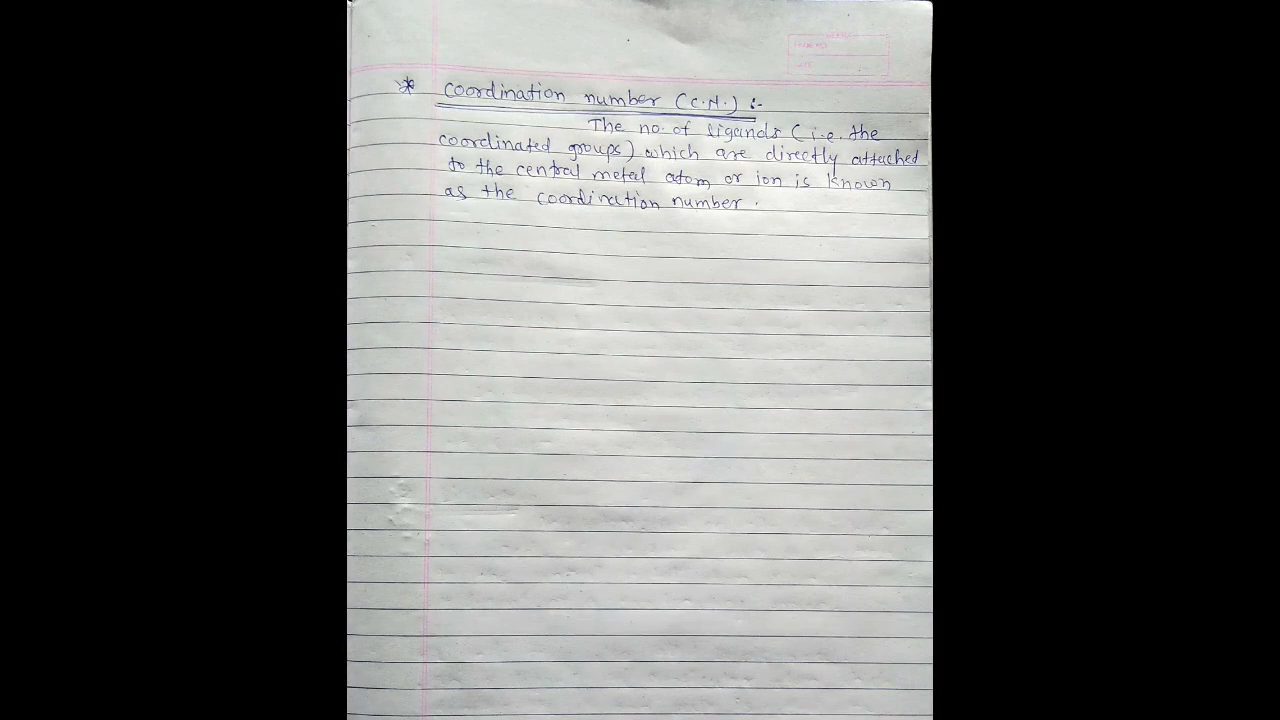 * Coordination number (C.N.) :-
The no. of ligands ( i.e. the
coordinated groups) which are directly attached
to the central metal atom or ion is known
as the coordination number .